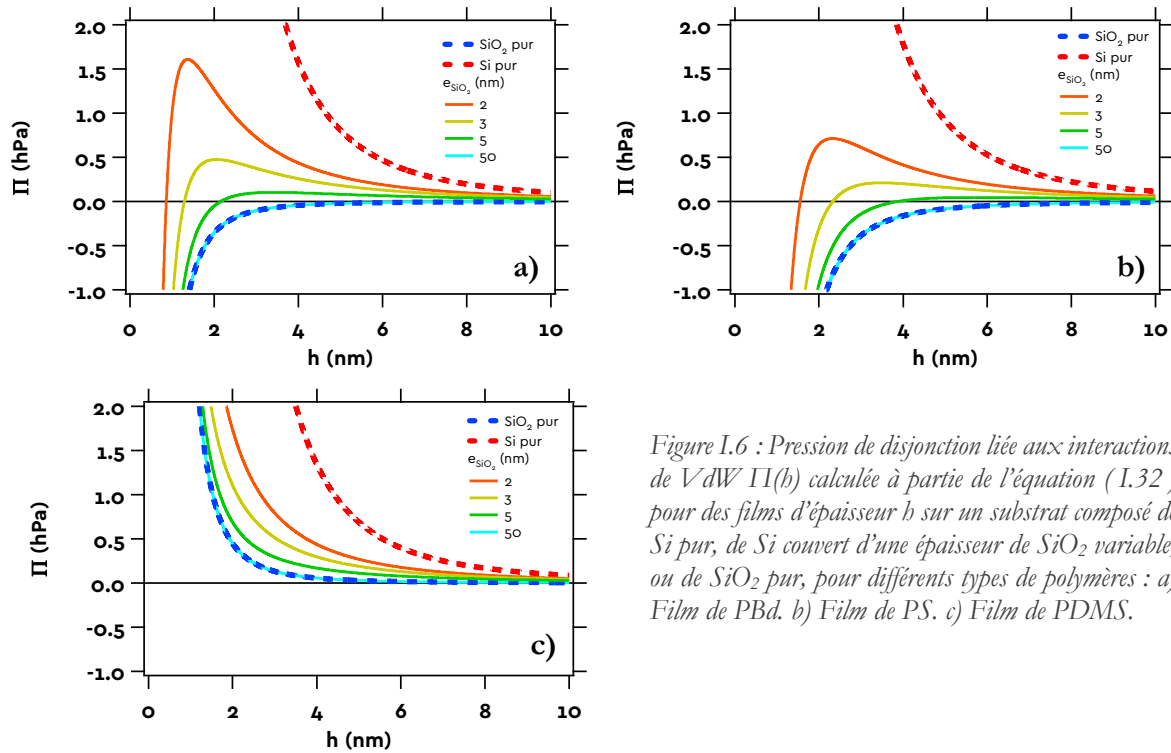 2.0
1.5
1.0
0.5
0.0
-0.5
-1.0
Π (hPa)
SiO₂ pur
Si pur
e_SiO₂ (nm)
2
3
5
50
a)
0 2 4 6 8 10
h (nm)
2.0
1.5
1.0
0.5
0.0
-0.5
-1.0
Π (hPa)
SiO₂ pur
Si pur
e_SiO₂ (nm)
2
3
5
50
b)
0 2 4 6 8 10
h (nm)
2.0
1.5
1.0
0.5
0.0
-0.5
-1.0
Π (hPa)
SiO₂ pur
Si pur
e_SiO₂ (nm)
2
3
5
50
c)
0 2 4 6 8 10
h (nm)
Figure I.6 : Pression de disjonction liée aux interactions
de VdW Π(h) calculée à partie de l'équation ( I.32 )
pour des films d'épaisseur h sur un substrat composé de
Si pur, de Si couvert d'une épaisseur de SiO₂ variable,
ou de SiO₂ pur, pour différents types de polymères : a)
Film de PBd. b) Film de PS. c) Film de PDMS.